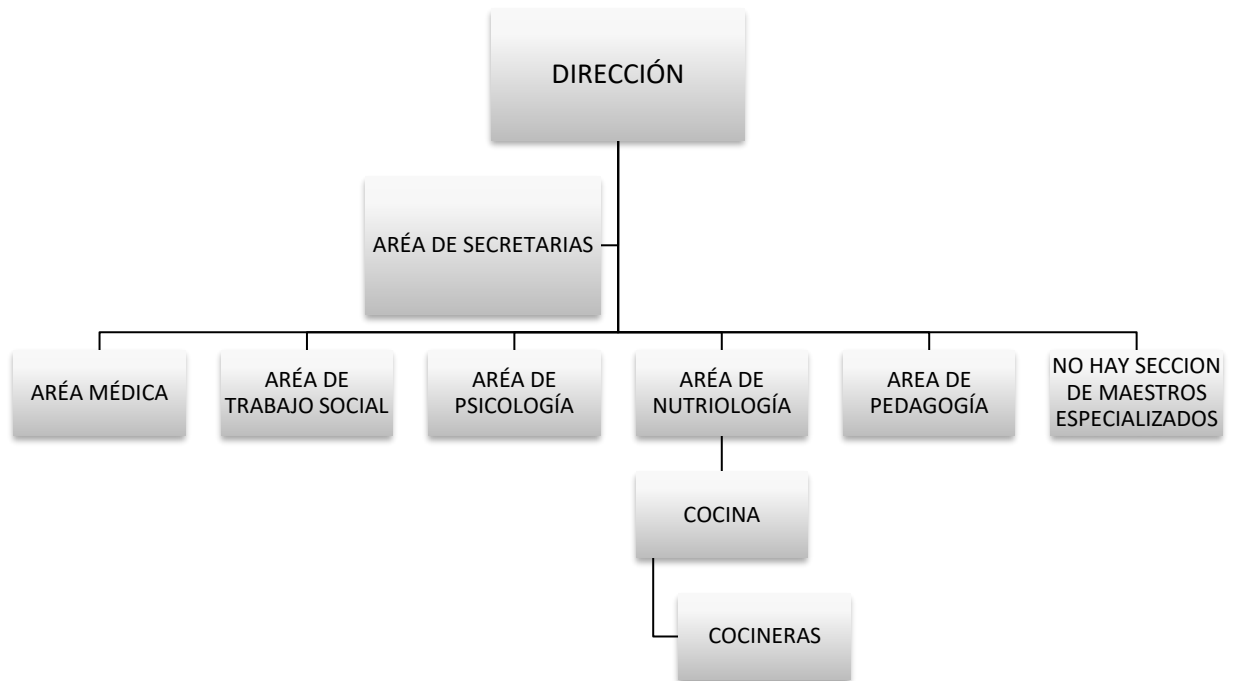 DIRECCIÓN
ARÉA DE SECRETARIAS
ARÉA MÉDICA
ARÉA DE
TRABAJO SOCIAL
ARÉA DE
PSICOLOGÍA
ARÉA DE
NUTRIOLOGÍA
AREA DE
PEDAGOGÍA
NO HAY SECCION
DE MAESTROS
ESPECIALIZADOS
COCINA
COCINERAS